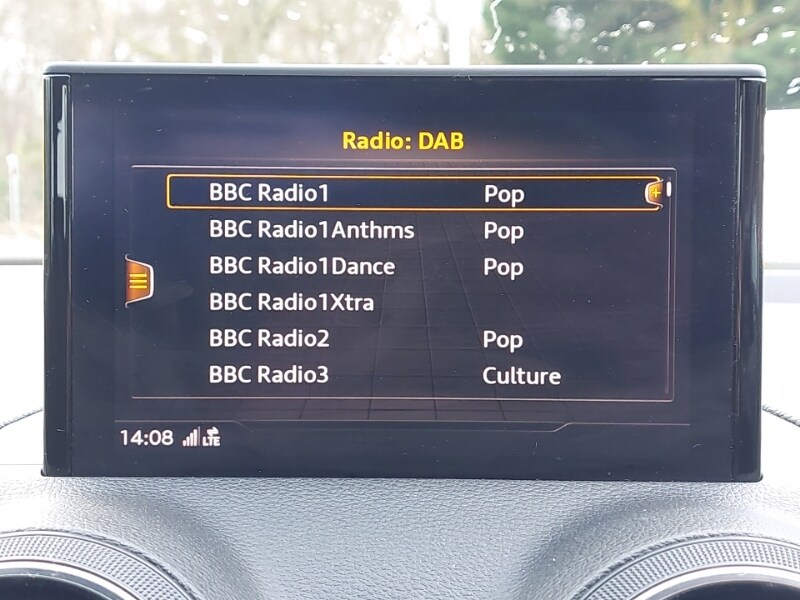 Radio: DAB
BBC Radio1 Pop +
BBC Radio1Anthms Pop
BBC Radio1Dance Pop
BBC Radio1Xtra
BBC Radio2 Pop
BBC Radio3 Culture
14:08 LTE